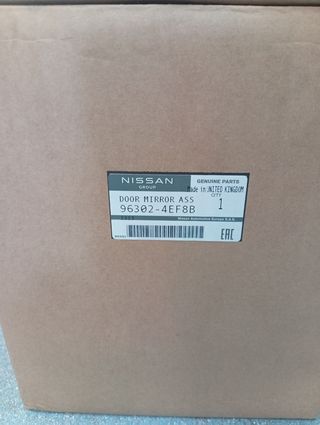 NISSAN
GROUP
GENUINE PARTS
Made in UNITED KINGDOM
DOOR MIRROR ASS
QTY
96302-4EF8B
1
Nissan Automotive Europe S.A.S
EAC